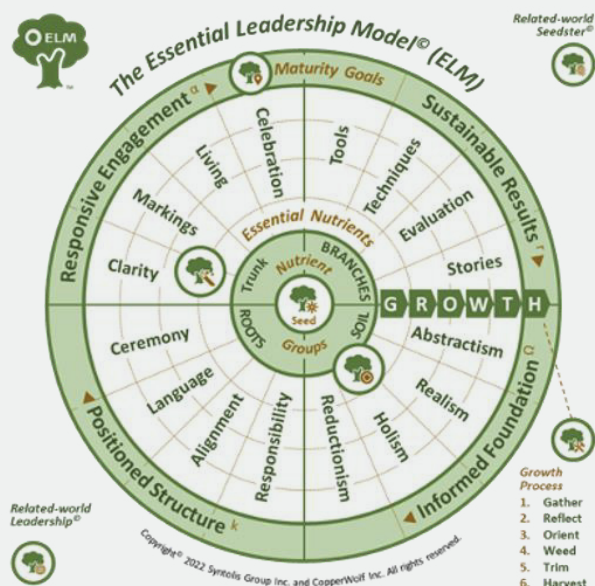 OELM
™
The Essential Leadership Model© (ELM)
Related-world
Seedster©
Maturity Goals
Responsive Engagement α
Sustainable Results r
Clarity
Markings
Living
Celebration
Tools
Techniques
Evaluation
Stories
Essential Nutrients
Trunk
Nutrient
BRANCHES
Seed
ROOTS
Groups
SOIL
GROWTH
Ceremony
Language
Alignment
Responsibility
Reductionism
Holism
Realism
Abstractism
Positioned Structure k
Informed Foundation Ω
Related-world
Leadership©
Growth
Process
1. Gather
2. Reflect
3. Orient
4. Weed
5. Trim
6. Harvest
Copyright© 2022 Syntolis Group Inc. and CopperWolf Inc. All rights reserved.